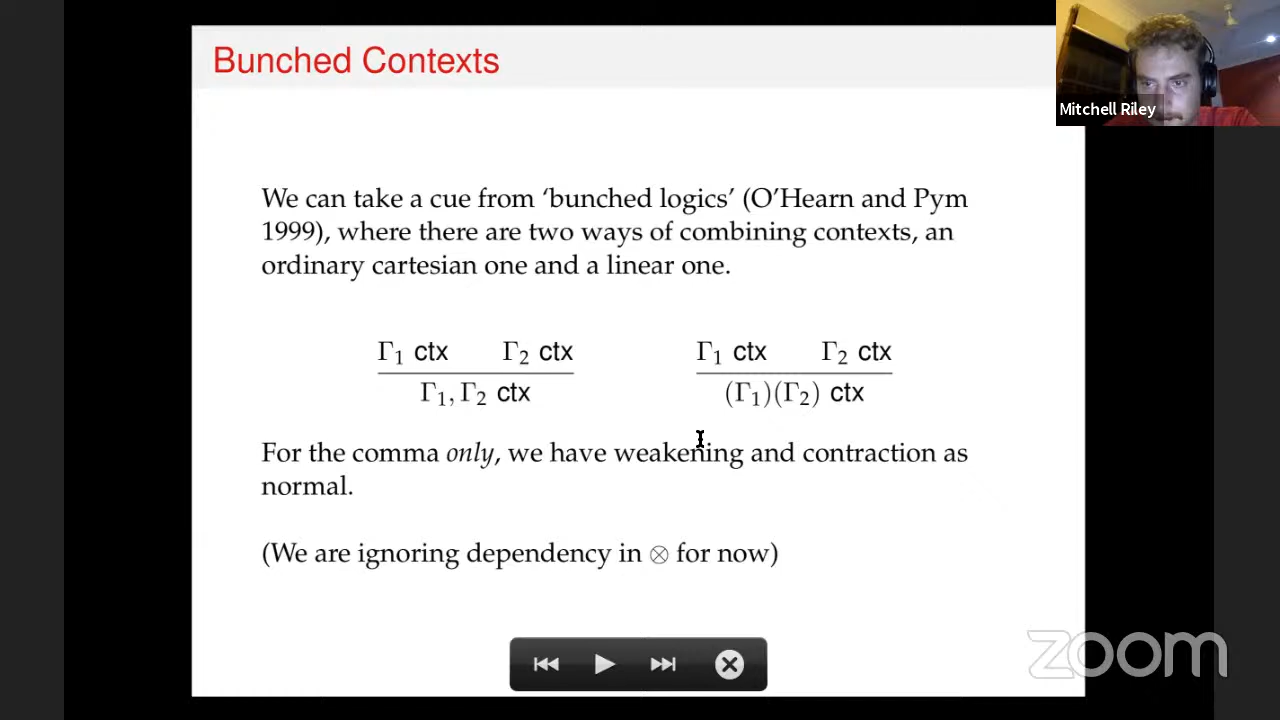 Bunched Contexts
Mitchell Riley
We can take a cue from ‘bunched logics’ (O’Hearn and Pym
1999), where there are two ways of combining contexts, an
ordinary cartesian one and a linear one.
Γ₁ ctx Γ₂ ctx
Γ₁, Γ₂ ctx
Γ₁ ctx Γ₂ ctx
(Γ₁)(Γ₂) ctx
For the comma only, we have weakening and contraction as
normal.
(We are ignoring dependency in ⊗ for now)
zoom